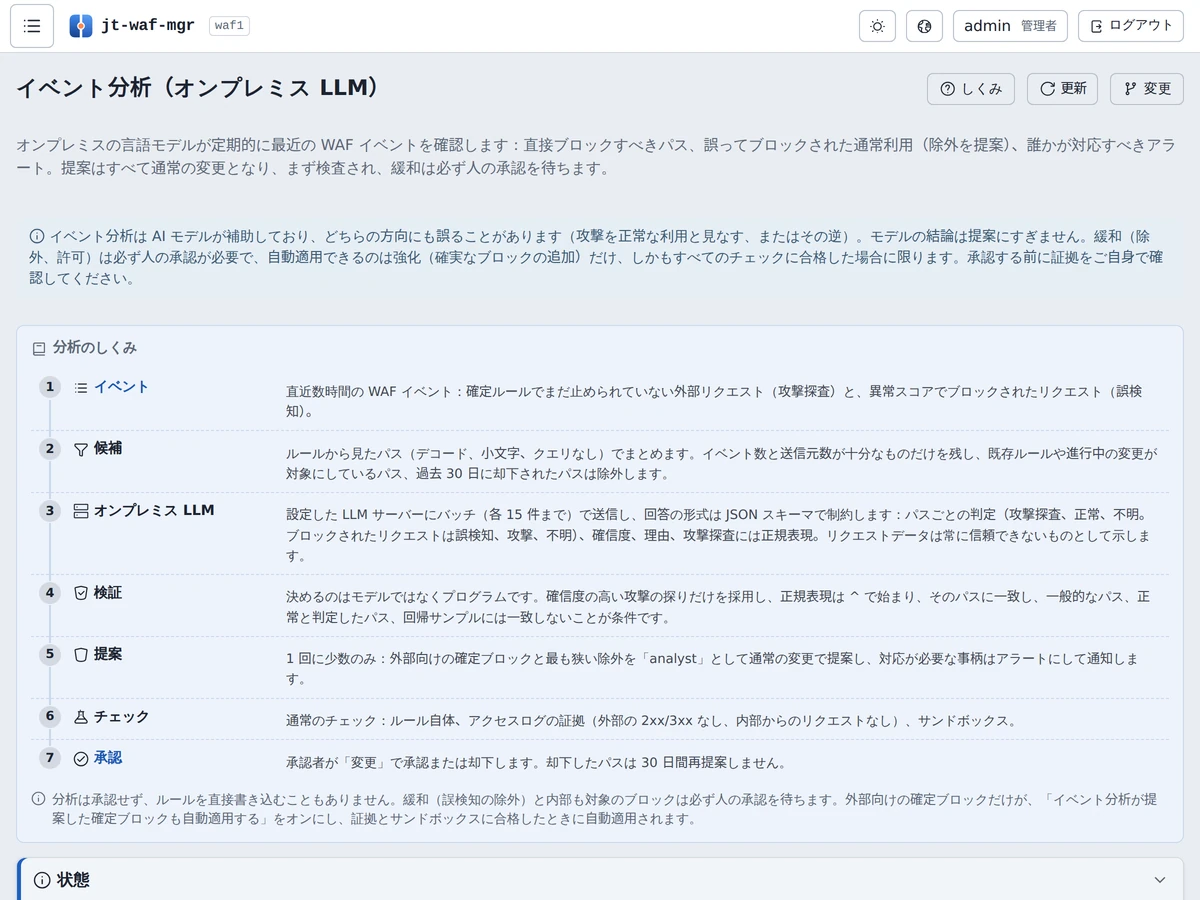 jt-waf-mgr waf1 admin 管理者 ログアウト
イベント分析（オンプレミス LLM） しくみ 更新 変更
オンプレミスの言語モデルが定期的に最近の WAF イベントを確認します：直接ブロックすべきパス、誤ってブロックされた通常利用（除外を提案）、誰かが対応すべきアラ
ート。提案はすべて通常の変更となり、まず検査され、緩和は必ず人の承認を待ちます。
イベント分析は AI モデルが補助しており、どちらの方向にも誤ることがあります（攻撃を正常な利用と見なす、またはその逆）。モデルの結論は提案にすぎません。緩和（除
外、許可）は必ず人の承認が必要で、自動適用できるのは強化（確実なブロックの追加）だけ、しかもすべてのチェックに合格した場合に限ります。承認する前に証拠をご自身で確
認してください。
分析のしくみ
1 イベント
直近数時間の WAF イベント：確定ルールでまだ止められていない外部リクエスト（攻撃探査）と、異常スコアでブロックされたリクエスト（誤検
知）。
2 候補
ルールから見たパス（デコード、小文字、クエリなし）でまとめます。イベント数と送信元数が十分なものだけを残し、既存ルールや進行中の変更が
対象にしているパス、過去 30 日に却下されたパスは除外します。
3 オンプレミス LLM
設定した LLM サーバーにバッチ（各 15 件まで）で送信し、回答の形式は JSON スキーマで制約します：パスごとの判定（攻撃探査、正常、不明。
ブロックされたリクエストは誤検知、攻撃、不明）、確信度、理由、攻撃探査には正規表現。リクエストデータは常に信頼できないものとして示しま
す。
4 検証
決めるのはモデルではなくプログラムです。確信度の高い攻撃の探りだけを採用し、正規表現は ^ で始まり、そのパスに一致し、一般的なパス、正
常と判定したパス、回帰サンプルには一致しないことが条件です。
5 提案
1 回に少数のみ：外部向けの確定ブロックと最も狭い除外を「analyst」として通常の変更で提案し、対応が必要な事柄はアラートにして通知しま
す。
6 チェック
通常のチェック：ルール自体、アクセスログの証拠（外部の 2xx/3xx なし、内部からのリクエストなし）、サンドボックス。
7 承認
承認者が「変更」で承認または却下します。却下したパスは 30 日間再提案しません。
分析は承認せず、ルールを直接書き込むこともありません。緩和（誤検知の除外）と内部も対象のブロックは必ず人の承認を待ちます。外部向けの確定ブロックだけが、「イベント分析が提
案した確定ブロックも自動適用する」をオンにし、証拠とサンドボックスに合格したときに自動適用されます。
状態